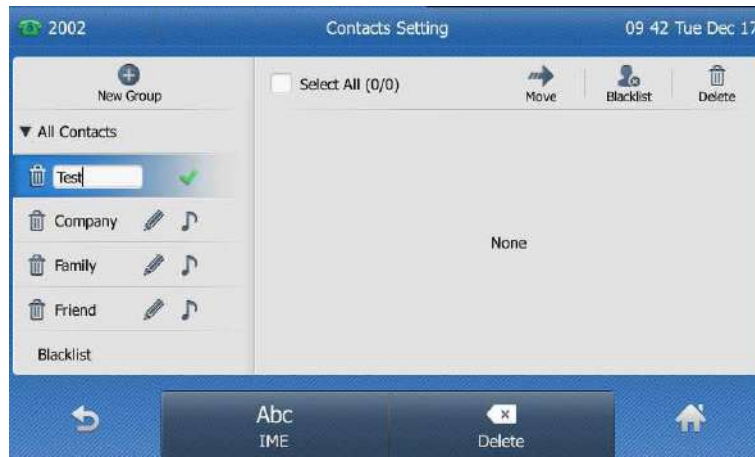 2002
Contacts Setting
09 42 Tue Dec 17
New Group
Select All (0/0)
Move
Blacklist
Delete
All Contacts
Test
Company
Family
Friend
Blacklist
None
Abc
IME
Delete